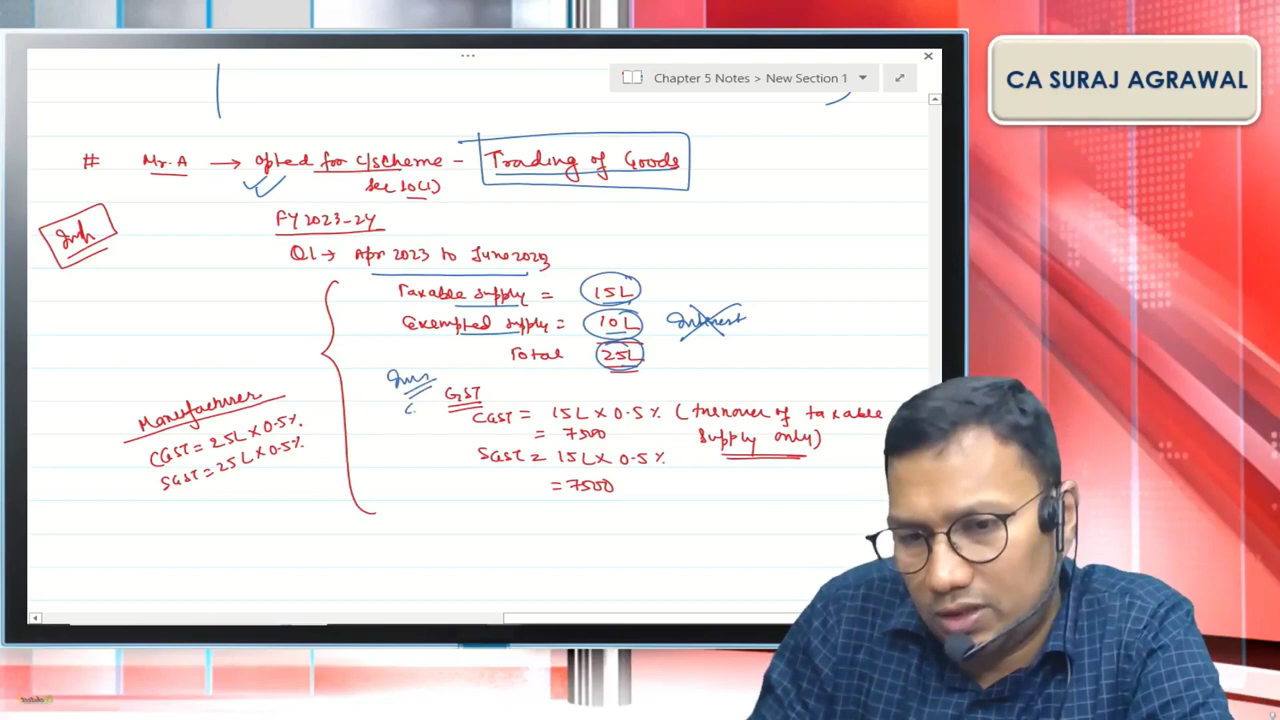 Chapter 5 Notes > New Section 1
CA SURAJ AGRAWAL
# Mr. A → opted for C/Scheme - Trading of Goods
Sec 10(1)
FY 2023-24
Q1 → Apr 2023 to June 2023
Taxable supply = 15L
Exempted supply = 10L Interest
Total 25L
GST
CGST = 15L x 0.5% (turnover of taxable
= 7500 supply only)
SGST = 15L x 0.5%
= 7500
Manufacturer
CGST = 25L x 0.5%
SGST = 25L x 0.5%